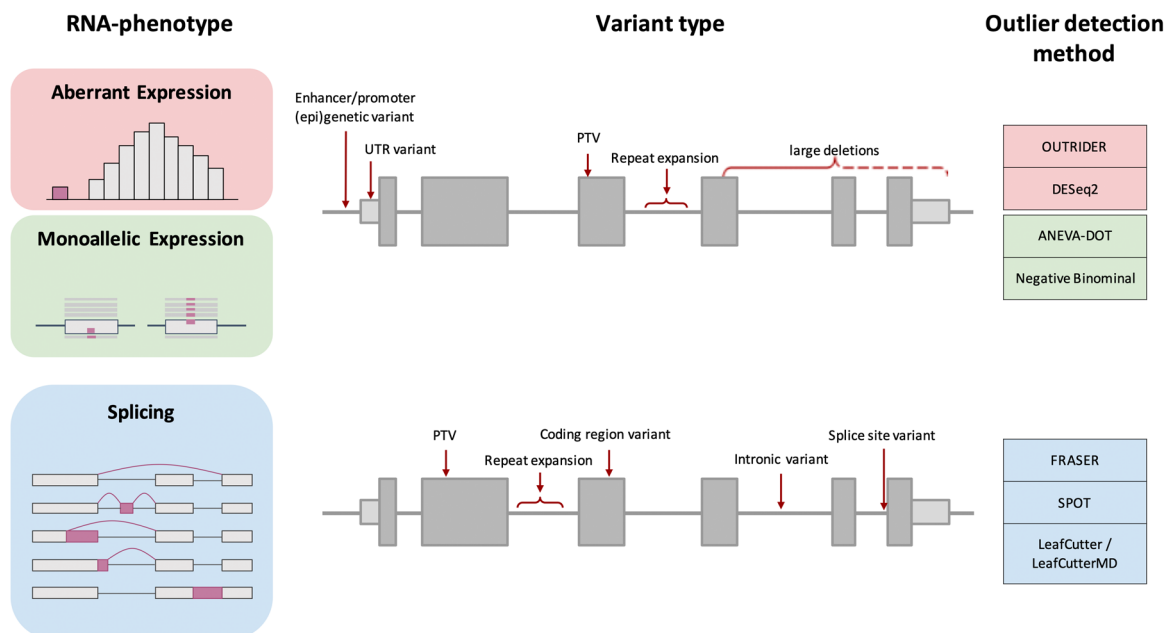 RNA-phenotype
Variant type
Outlier detection
method
Aberrant Expression
Enhancer/promoter
(epi)genetic variant
UTR variant
PTV
Repeat expansion
large deletions
OUTRIDER
DESeq2
Monoallelic Expression
ANEVA-DOT
Negative Binominal
Splicing
PTV
Repeat expansion
Coding region variant
Intronic variant
Splice site variant
FRASER
SPOT
LeafCutter /
LeafCutterMD